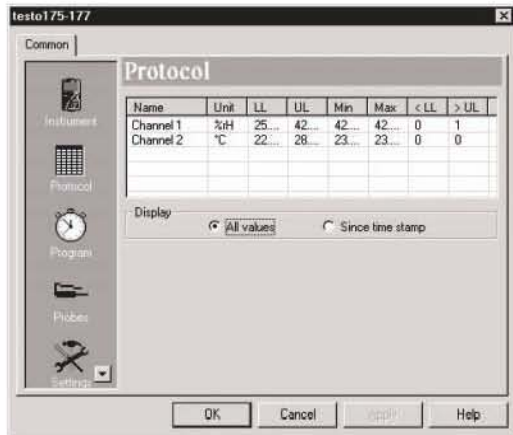 testo175-177
Common
Protocol
Instrument
Protocol
Program
Probes
Settings
Name Unit LL UL Min Max < LL > UL
Channel 1 %rH 25.... 42.... 42.... 42.... 0 1
Channel 2 °C 22.... 28.... 23.... 23.... 0 0
Display
All values Since time stamp
OK Cancel Apply Help